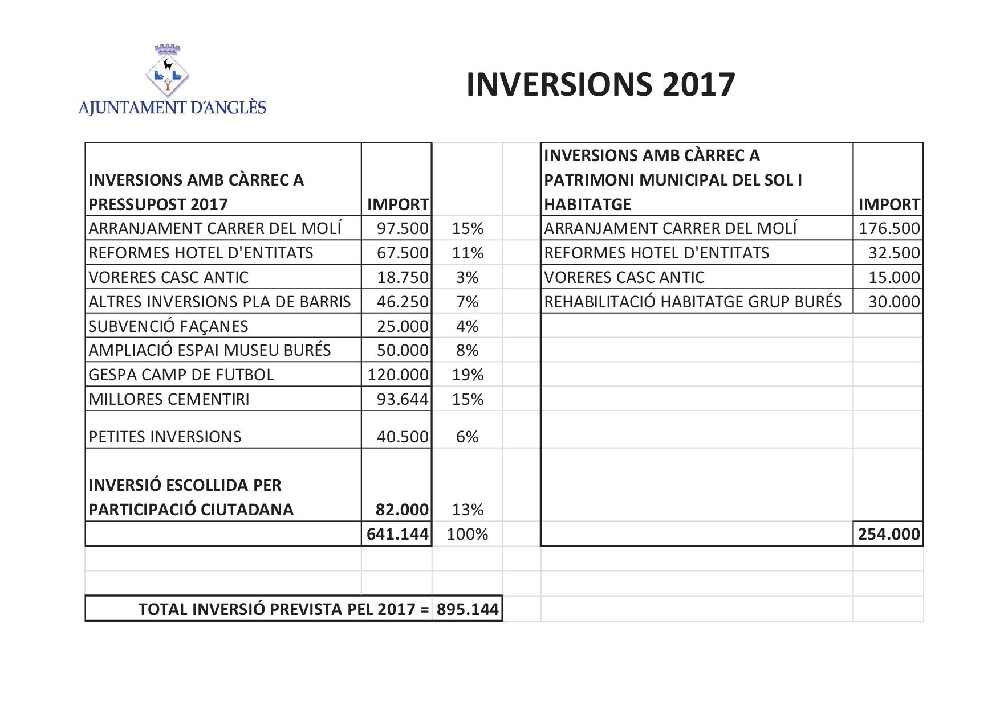 AJUNTAMENT D´ANGLÈS
INVERSIONS 2017
INVERSIONS AMB CÀRREC A
PRESSUPOST 2017 IMPORT
ARRANJAMENT CARRER DEL MOLÍ 97.500 15%
REFORMES HOTEL D'ENTITATS 67.500 11%
VORERES CASC ANTIC 18.750 3%
ALTRES INVERSIONS PLA DE BARRIS 46.250 7%
SUBVENCIÓ FAÇANES 25.000 4%
AMPLIACIÓ ESPAI MUSEU BURÉS 50.000 8%
GESPA CAMP DE FUTBOL 120.000 19%
MILLORES CEMENTIRI 93.644 15%
PETITES INVERSIONS 40.500 6%
INVERSIÓ ESCOLLIDA PER
PARTICIPACIÓ CIUTADANA 82.000 13%
641.144 100%
INVERSIONS AMB CÀRREC A
PATRIMONI MUNICIPAL DEL SOL I
HABITATGE IMPORT
ARRANJAMENT CARRER DEL MOLÍ 176.500
REFORMES HOTEL D'ENTITATS 32.500
VORERES CASC ANTIC 15.000
REHABILITACIÓ HABITATGE GRUP BURÉS 30.000
254.000
TOTAL INVERSIÓ PREVISTA PEL 2017 = 895.144